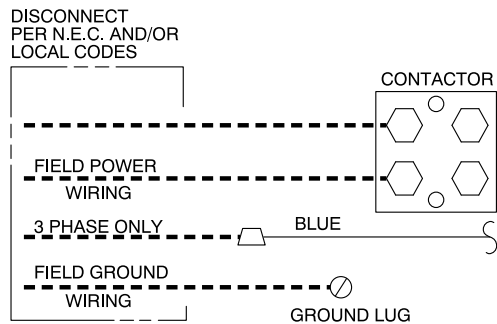 DISCONNECT
PER N.E.C. AND/OR
LOCAL CODES
CONTACTOR
FIELD POWER
WIRING
3 PHASE ONLY
BLUE
FIELD GROUND
WIRING
GROUND LUG